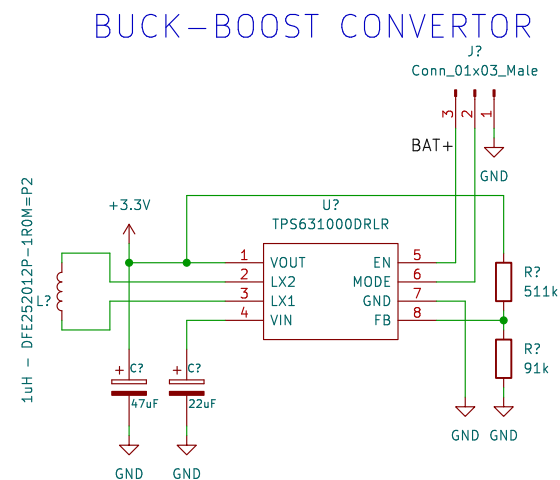 BUCK-BOOST CONVERTOR
J?
Conn_01x03_Male
3
2
1
BAT+
GND
+3.3V
U?
TPS631000DRLR
1uH - DFE252012P-1R0M=P2
L?
1
2
3
4
VOUT
LX2
LX1
VIN
EN
MODE
GND
FB
5
6
7
8
R?
511k
R?
91k
C?
47uF
C?
22uF
GND
GND
GND
GND